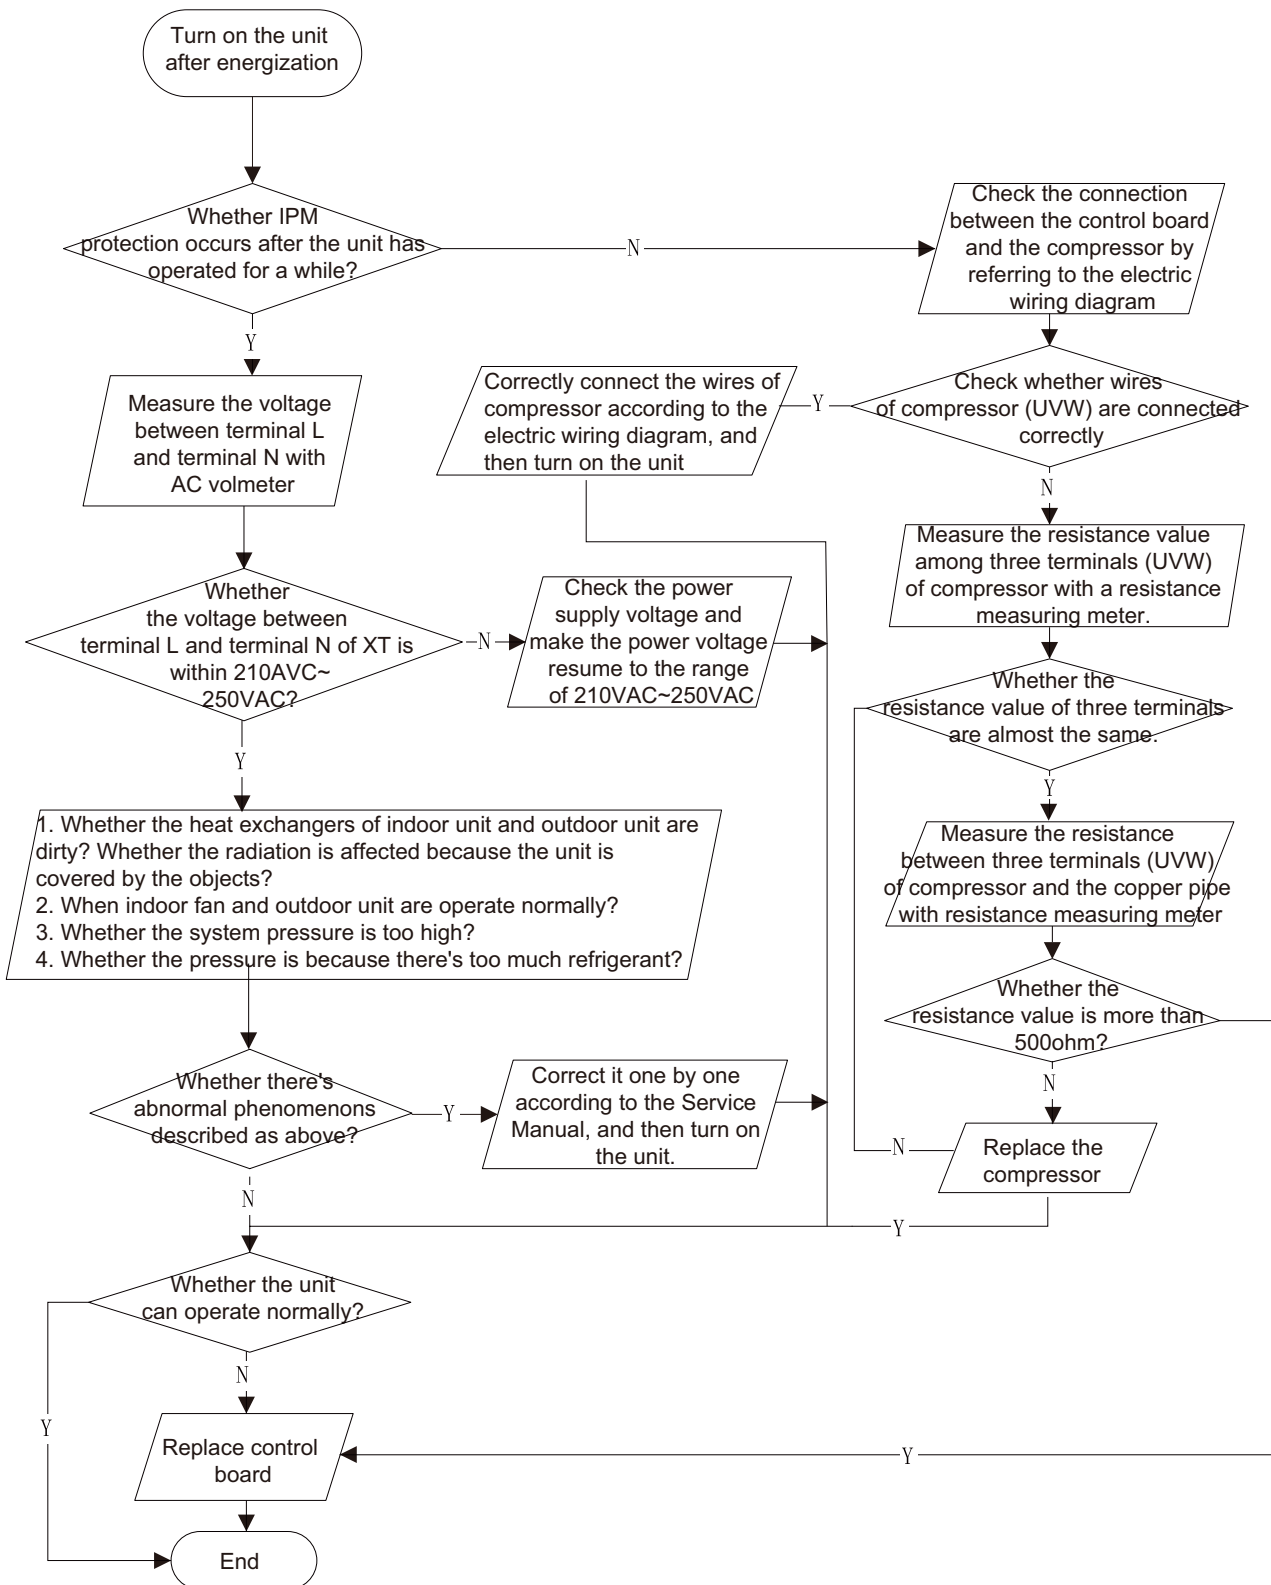 Turn on the unit
after energization
Whether IPM
protection occurs after the unit has
operated for a while?
N
Check the connection
between the control board
and the compressor by
referring to the electric
wiring diagram
Y
Measure the voltage
between terminal L
and terminal N with
AC volmeter
Correctly connect the wires of
compressor according to the
electric wiring diagram, and
then turn on the unit
Y
Check whether wires
of compressor (UVW) are connected
correctly
N
Measure the resistance value
among three terminals (UVW)
of compressor with a resistance
measuring meter.
Whether
the voltage between
terminal L and terminal N of XT is
within 210AVC~
250VAC?
N
Check the power
supply voltage and
make the power voltage
resume to the range
of 210VAC~250VAC
Whether the
resistance value of three terminals
are almost the same.
Y
Y
1. Whether the heat exchangers of indoor unit and outdoor unit are
dirty? Whether the radiation is affected because the unit is
covered by the objects?
2. When indoor fan and outdoor unit are operate normally?
3. Whether the system pressure is too high?
4. Whether the pressure is because there's too much refrigerant?
Measure the resistance
between three terminals (UVW)
of compressor and the copper pipe
with resistance measuring meter
Whether the
resistance value is more than
500ohm?
N
Whether there's
abnormal phenomenons
described as above?
Y
Correct it one by one
according to the Service
Manual, and then turn on
the unit.
N
Replace the
compressor
N
Y
Whether the unit
can operate normally?
N
Y
Replace control
board
Y
End